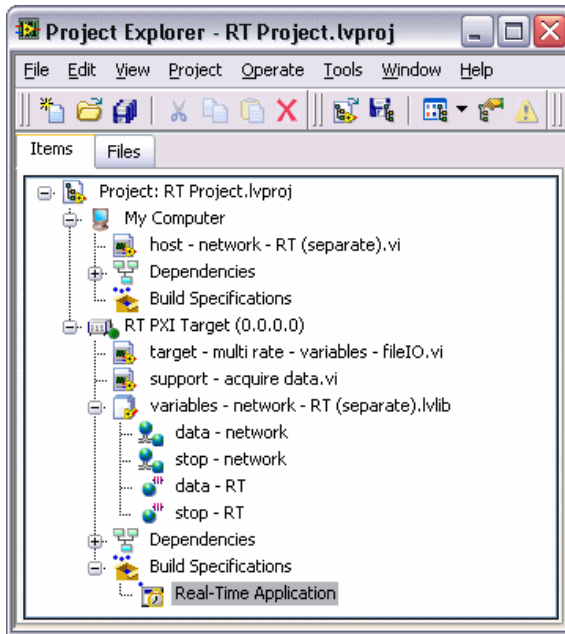 Project Explorer - RT Project.lvproj
File Edit View Project Operate Tools Window Help
Items Files
Project: RT Project.lvproj
My Computer
host - network - RT (separate).vi
Dependencies
Build Specifications
RT PXI Target (0.0.0.0)
target - multi rate - variables - fileIO.vi
support - acquire data.vi
variables - network - RT (separate).lvlib
data - network
stop - network
data - RT
stop - RT
Dependencies
Build Specifications
Real-Time Application